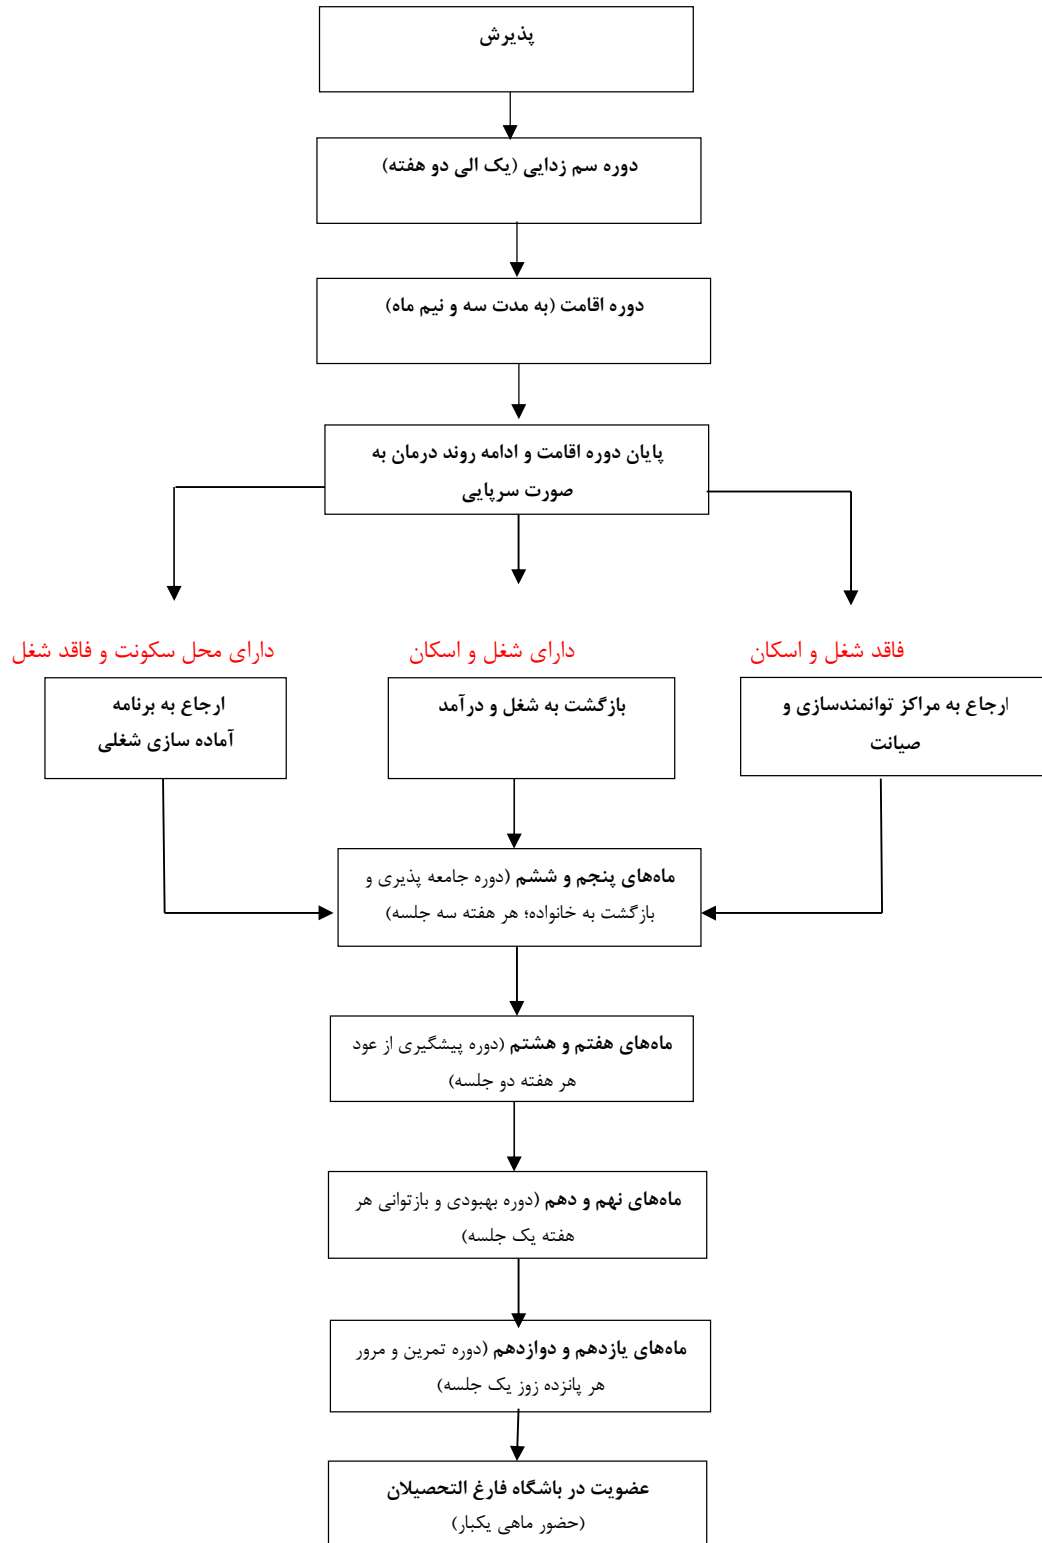 پذیرش
دوره سم زدایی (یک الی دو هفته)
دوره اقامت (به مدت سه و نیم ماه)
پایان دوره اقامت و ادامه روند درمان به
صورت سرپایی
فاقد شغل و اسکان
دارای شغل و اسکان
دارای محل سکونت و فاقد شغل
ارجاع به مراکز توانمندسازی و
صیانت
بازگشت به شغل و درآمد
ارجاع به برنامه
آماده سازی شغلی
ماه‌های پنجم و ششم (دوره جامعه پذیری و
بازگشت به خانواده؛ هر هفته سه جلسه)
ماه‌های هفتم و هشتم (دوره پیشگیری از عود
هر هفته دو جلسه)
ماه‌های نهم و دهم (دوره بهبودی و بازتوانی هر
هفته یک جلسه)
ماه‌های یازدهم و دوازدهم (دوره تمرین و مرور
هر پانزده زوز یک جلسه)
عضویت در باشگاه فارغ التحصیلان
(حضور ماهی یکبار)